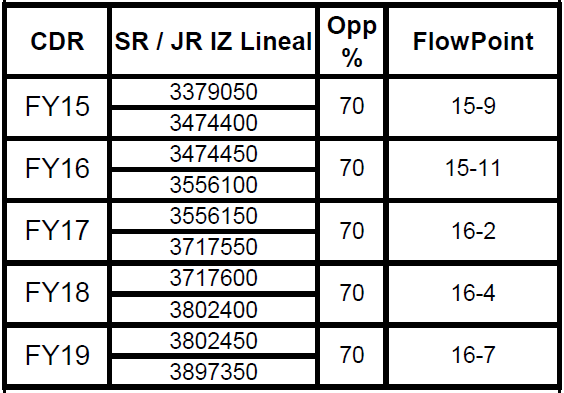 CDR SR / JR IZ Lineal Opp % FlowPoint
FY15 3379050 3474400 70 15-9
FY16 3474450 3556100 70 15-11
FY17 3556150 3717550 70 16-2
FY18 3717600 3802400 70 16-4
FY19 3802450 3897350 70 16-7